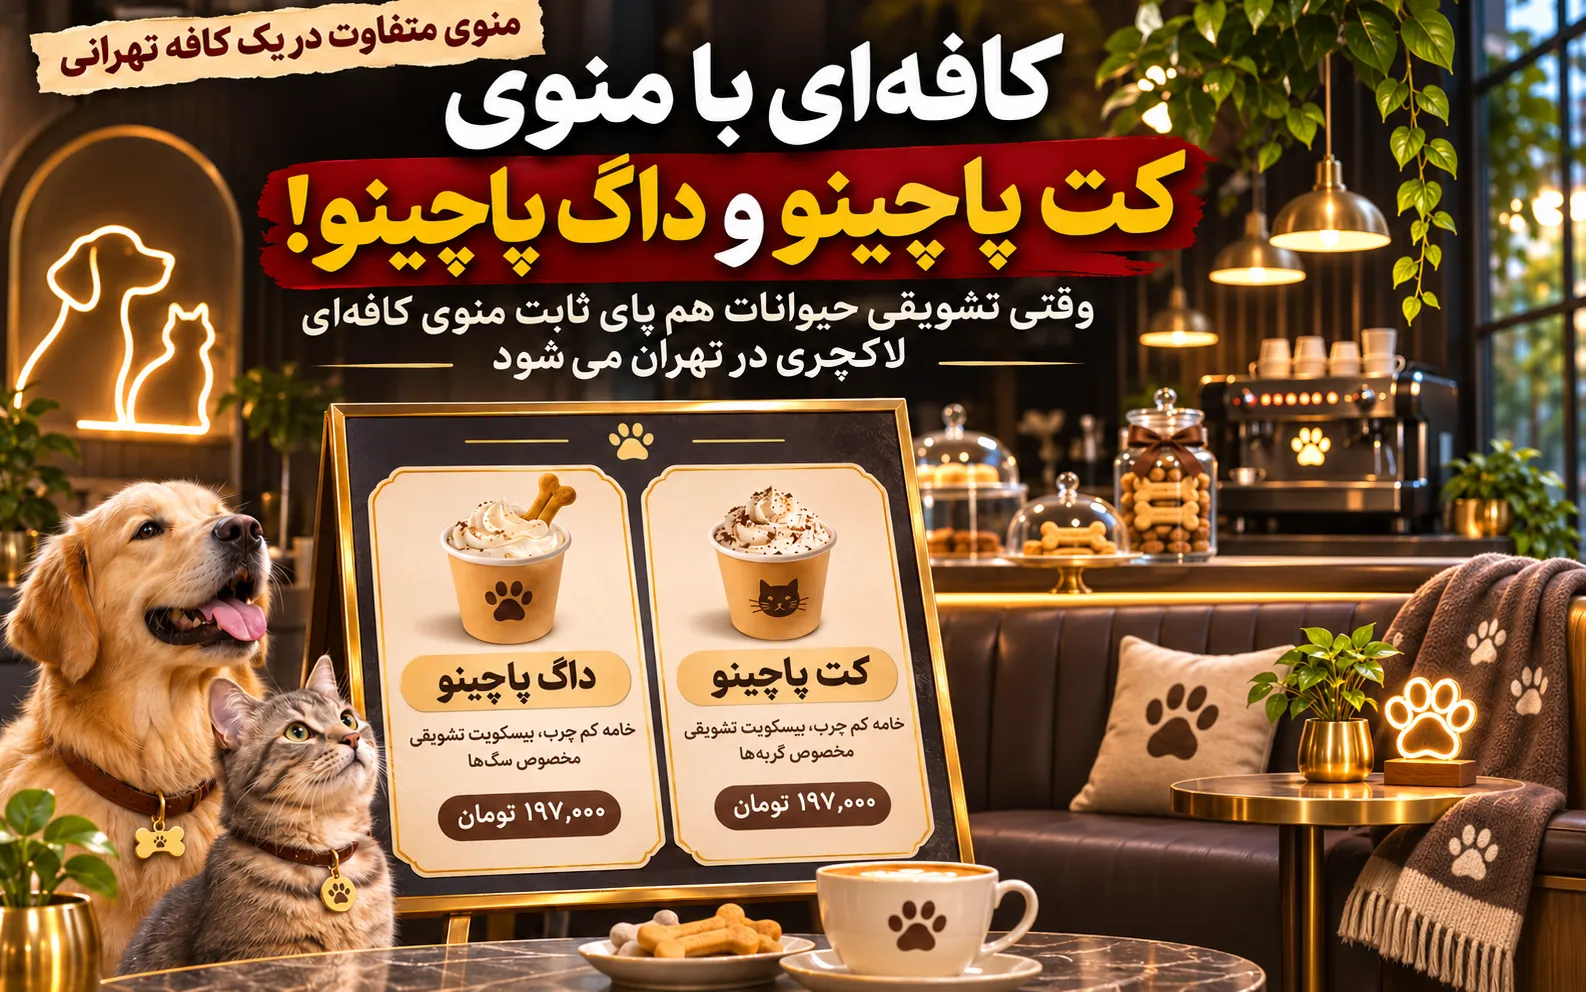 منوی متفاوت در یک کافه تهرانی
کافه‌ای با منوی
کت پاچینو و داگ پاچینو!
وقتی تشویقی حیوانات هم پای ثابت منوی کافه‌ای
لاکچری در تهران می شود
کت پاچینو
خامه کم چرب، بیسکویت تشویقی
مخصوص گربه‌ها
۱۹۷,۰۰۰ تومان
داگ پاچینو
خامه کم چرب، بیسکویت تشویقی
مخصوص سگ‌ها
۱۹۷,۰۰۰ تومان